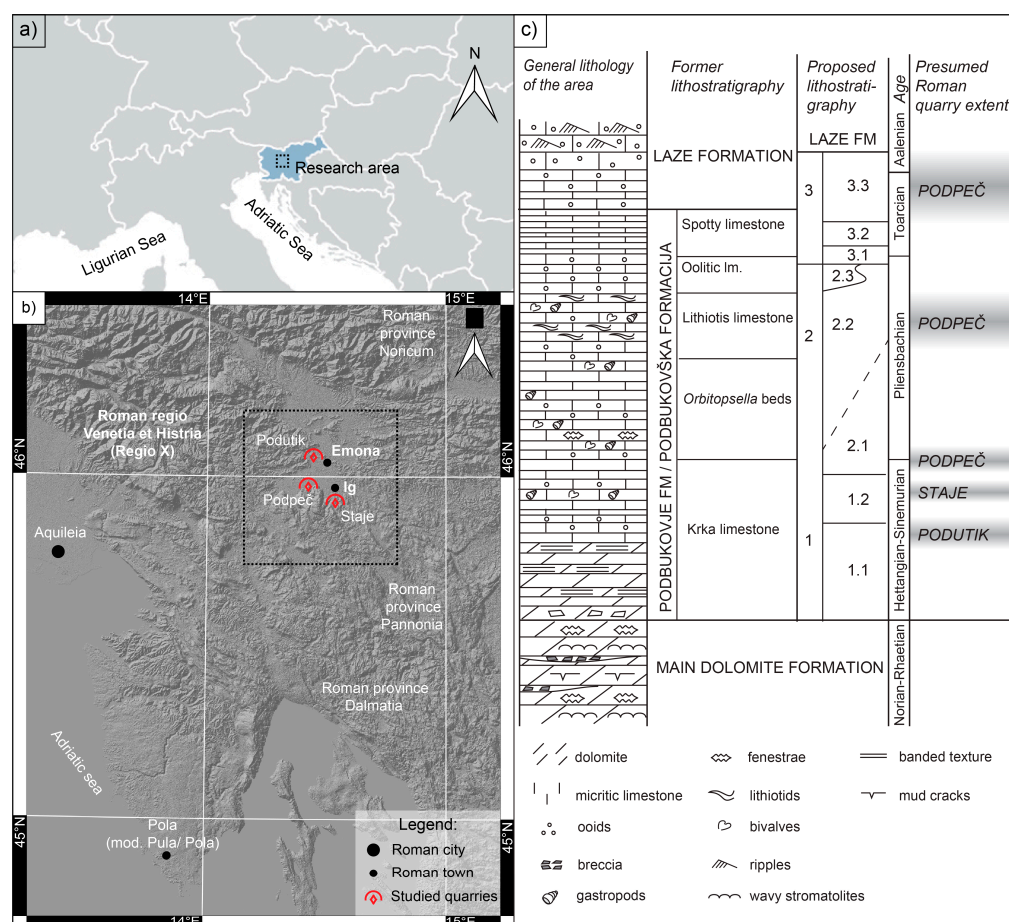 a)
N
Research area
Adriatic Sea
Ligurian Sea
b)
14°E
15°E
Roman
province
Noricum
Roman regio
Venetia et Histria
(Regio X)
46°N
46°N
Podutik
Emona
Ig
Podpeč
Staje
Aquileia
Roman
province
Pannonia
Roman province
Dalmatia
Adriatic sea
45°N
45°N
Pola
(mod. Pula/ Pola)
Legend:
Roman city
Roman town
Studied quarries
14°E
15°E
c)
General lithology
of the area
Former
lithostratigraphy
Proposed
lithostrati-
graphy
Age
Presumed
Roman
quarry extent
LAZE FM
LAZE FORMATION
Aalenian
3
3.3
Toarcian
PODPEČ
Spotty limestone
3.2
3.1
Oolitic lm.
2.3
Lithiotis limestone
2
2.2
Pliensbachian
PODPEČ
Orbitopsella beds
2.1
PODBUKOVJE FM / PODBUKOVŠKA FORMACIJA
PODPEČ
Krka limestone
1
1.2
STAJE
1.1
PODUTIK
Hettangian-Sinemurian
MAIN DOLOMITE FORMATION
Norian-Rhaetian
dolomite
fenestrae
banded texture
micritic limestone
lithiotids
mud cracks
ooids
bivalves
breccia
ripples
gastropods
wavy stromatolites